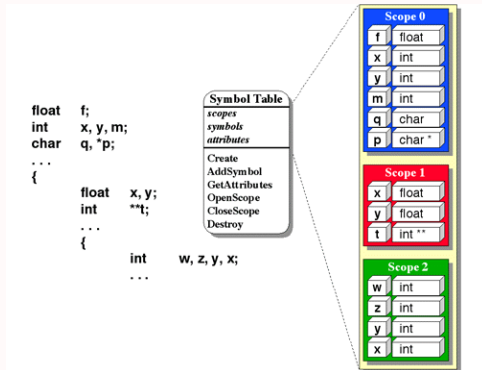 float f;
int x, y, m;
char q, *p;
. . .
{
float x, y;
int **t;
. . .
{
int w, z, y, x;
. . .
Symbol Table
scopes
symbols
attributes
Create
AddSymbol
GetAttributes
OpenScope
CloseScope
Destroy
Scope 0
f float
x int
y int
m int
q char
p char *
Scope 1
x float
y float
t int **
Scope 2
w int
z int
y int
x int